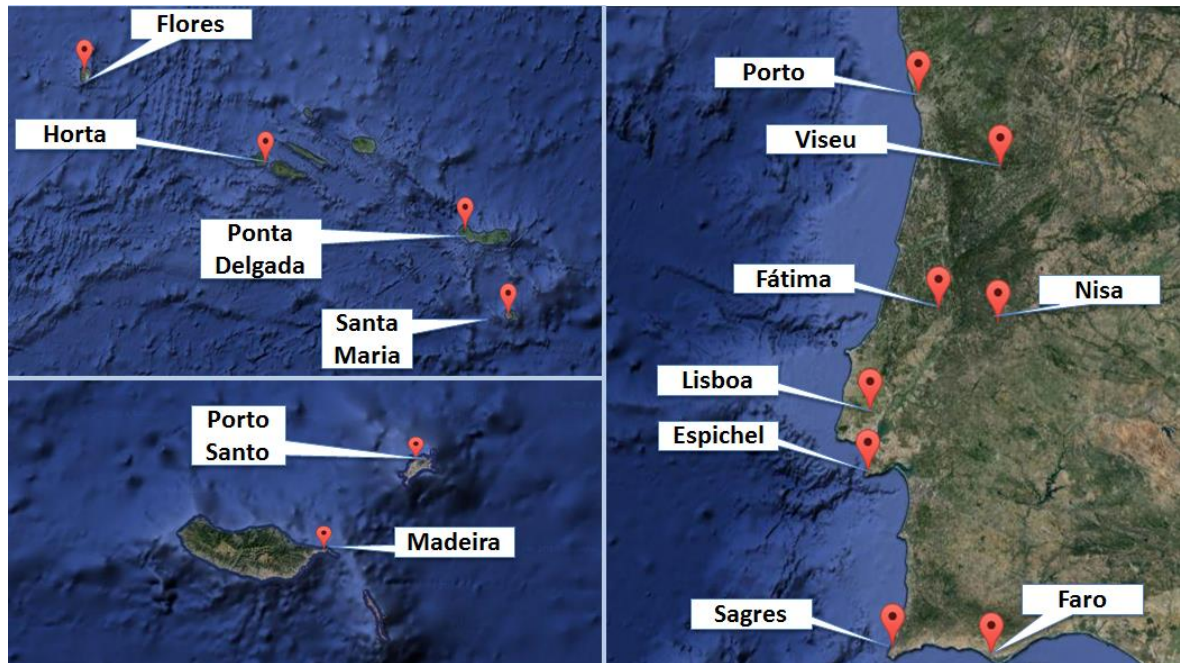 Flores
Horta
Ponta
Delgada
Santa
Maria
Porto
Santo
Madeira
Porto
Viseu
Fátima
Nisa
Lisboa
Espichel
Sagres
Faro